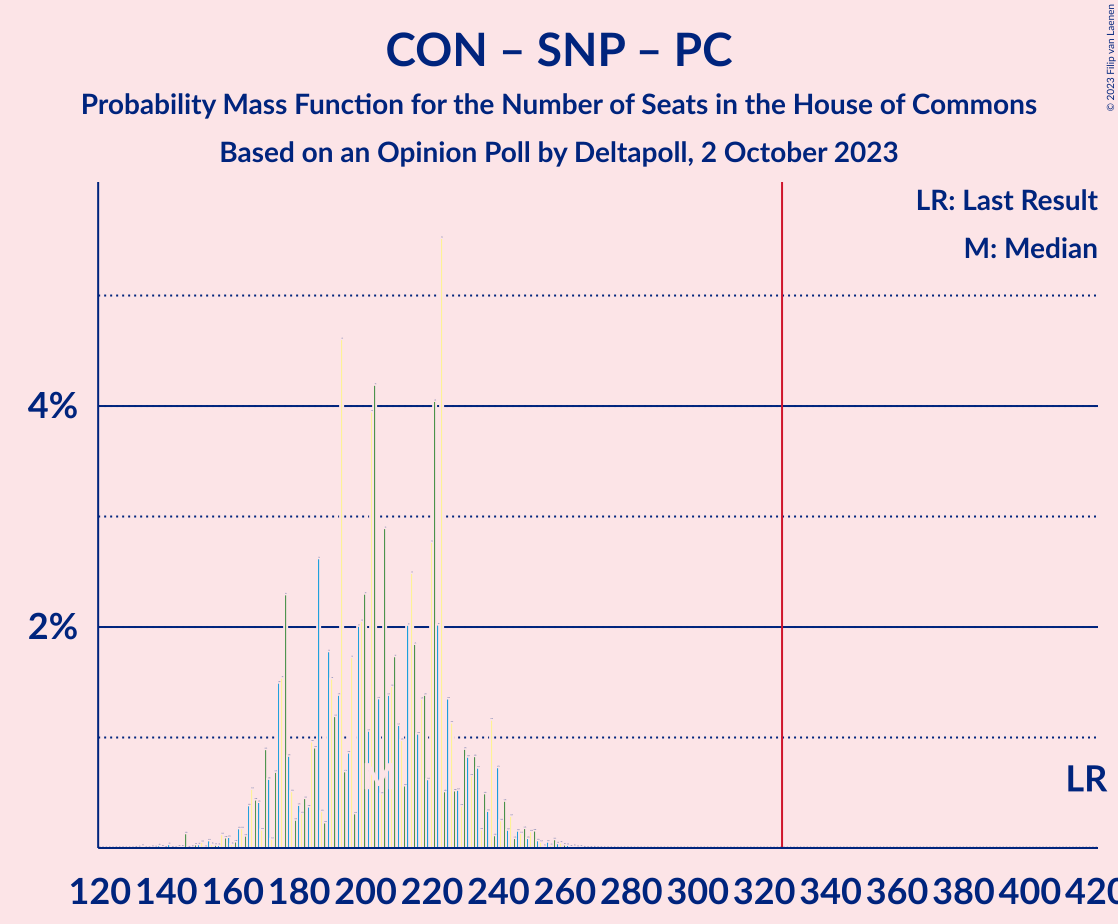 CON – SNP – PC
Probability Mass Function for the Number of Seats in the House of Commons
Based on an Opinion Poll by Deltapoll, 2 October 2023
© 2023 Filip van Laenen
LR: Last Result
M: Median
4%
2%
LR
120 140 160 180 200 220 240 260 280 300 320 340 360 380 400 420